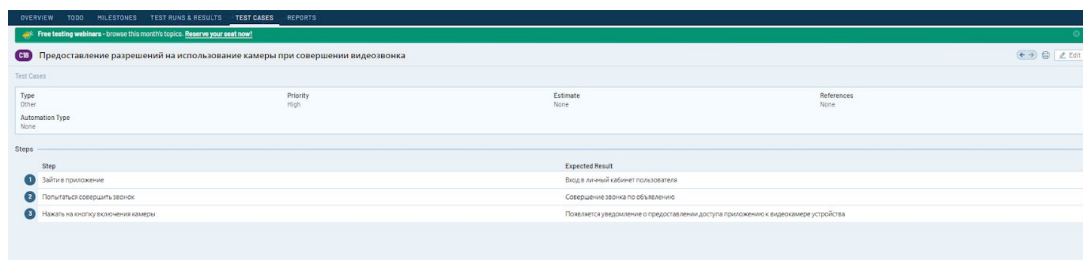 OVERVIEW TODO MILESTONES TEST RUNS & RESULTS TEST CASES REPORTS
Free testing webinars - browse this month's topics. Reserve your seat now!
C18 Предоставление разрешений на использование камеры при совершении видеозвонка Edit
Test Cases
Type Priority Estimate References
Other High None None
Automation Type
None
Steps
Step Expected Result
1 Зайти в приложение Вход в личный кабинет пользователя
2 Попытаться совершить звонок Совершение звонка по объявлению
3 Нажать на кнопку включения камеры Появляется уведомление о предоставлении доступа приложению к видеокамере устройства